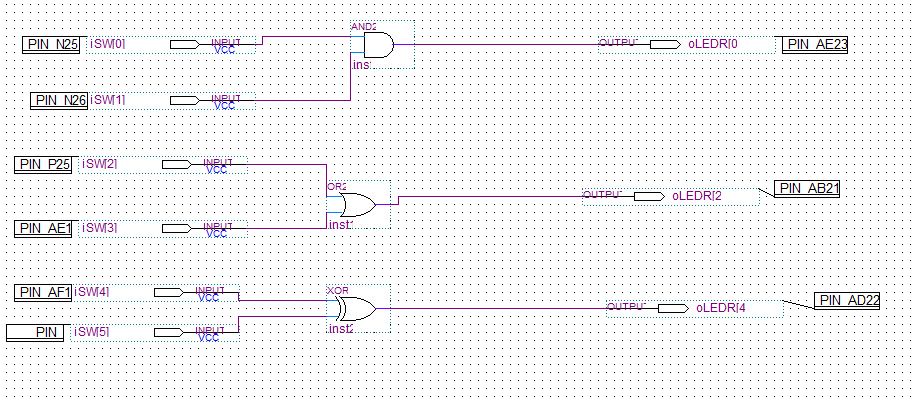 AND2
PIN_N25 iSW[0] INPUT VCC OUTPUT oLEDR[0 PIN_AE23
inst
PIN_N26 iSW[1] INPUT VCC
PIN_P25 iSW[2] INPUT VCC
OR2 OUTPUT oLEDR[2 PIN_AB21
PIN_AE1 iSW[3] INPUT VCC inst
PIN_AF1 iSW[4] INPUT VCC XOR
OUTPUT oLEDR[4 PIN_AD22
PIN iSW[5] INPUT VCC inst